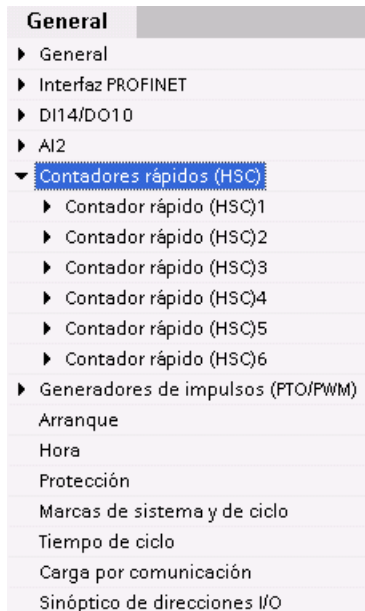 General
General
Interfaz PROFINET
DI14/DO10
AI2
Contadores rápidos (HSC)
Contador rápido (HSC)1
Contador rápido (HSC)2
Contador rápido (HSC)3
Contador rápido (HSC)4
Contador rápido (HSC)5
Contador rápido (HSC)6
Generadores de impulsos (PTO/PWM)
Arranque
Hora
Protección
Marcas de sistema y de ciclo
Tiempo de ciclo
Carga por comunicación
Sinóptico de direcciones I/O